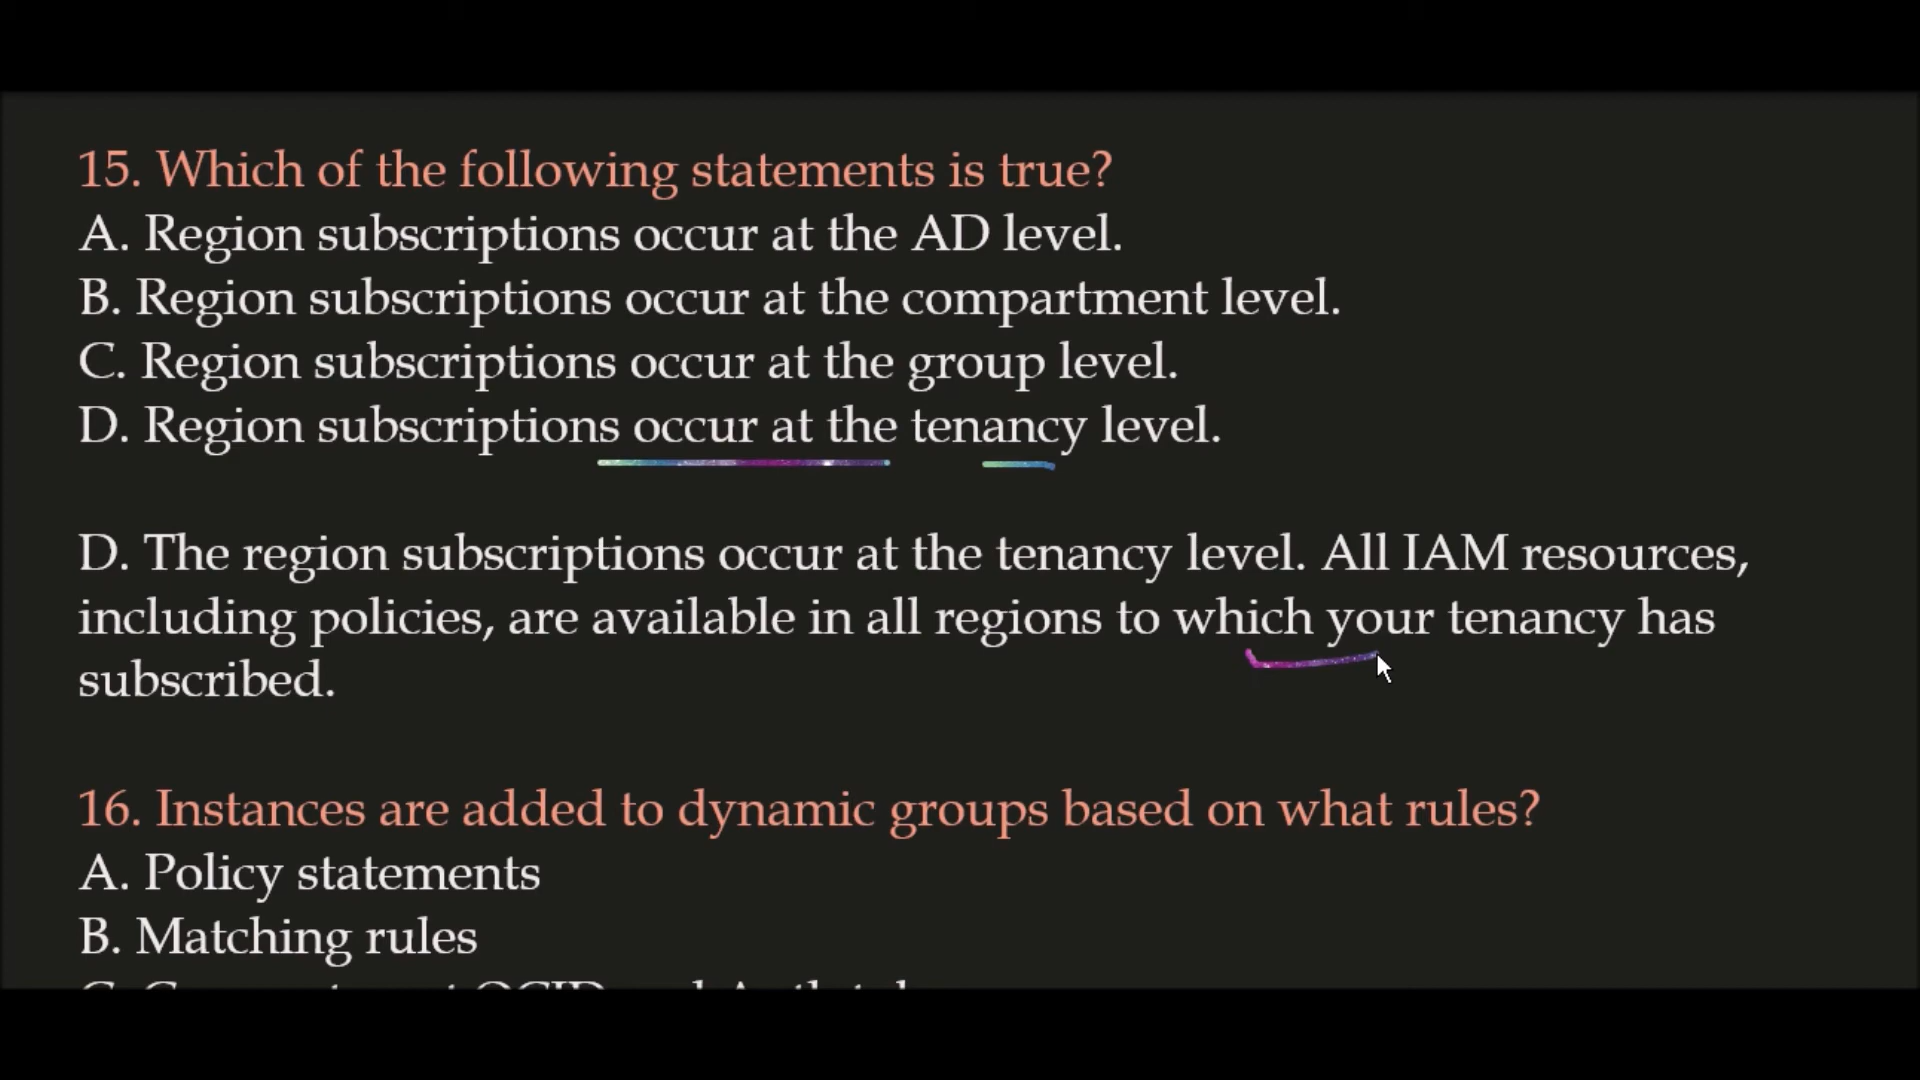 15. Which of the following statements is true?
A. Region subscriptions occur at the AD level.
B. Region subscriptions occur at the compartment level.
C. Region subscriptions occur at the group level.
D. Region subscriptions occur at the tenancy level.
D. The region subscriptions occur at the tenancy level. All IAM resources,
including policies, are available in all regions to which your tenancy has
subscribed.
16. Instances are added to dynamic groups based on what rules?
A. Policy statements
B. Matching rules